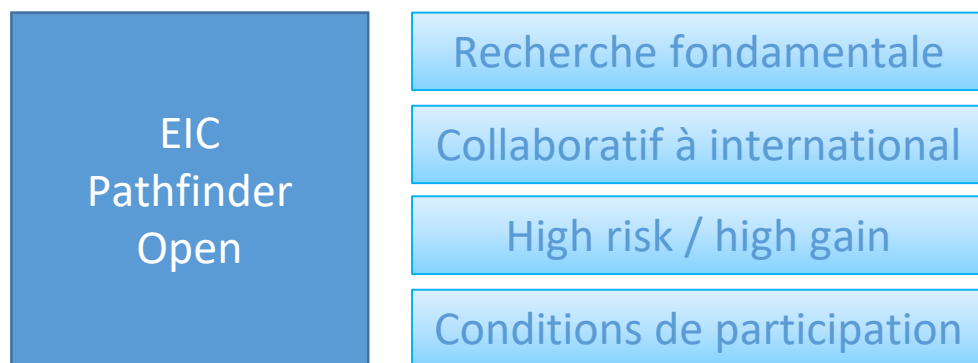 EIC
Pathfinder
Open
Recherche fondamentale
Collaboratif à international
High risk / high gain
Conditions de participation